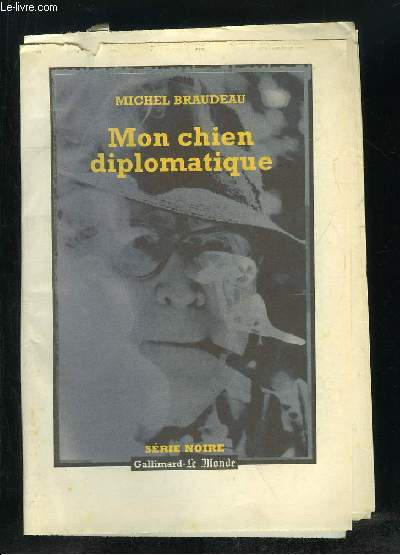 Le-livre.com
MICHEL BRAUDEAU
Mon chien
diplomatique
SÉRIE NOIRE
Gallimard-Le Monde